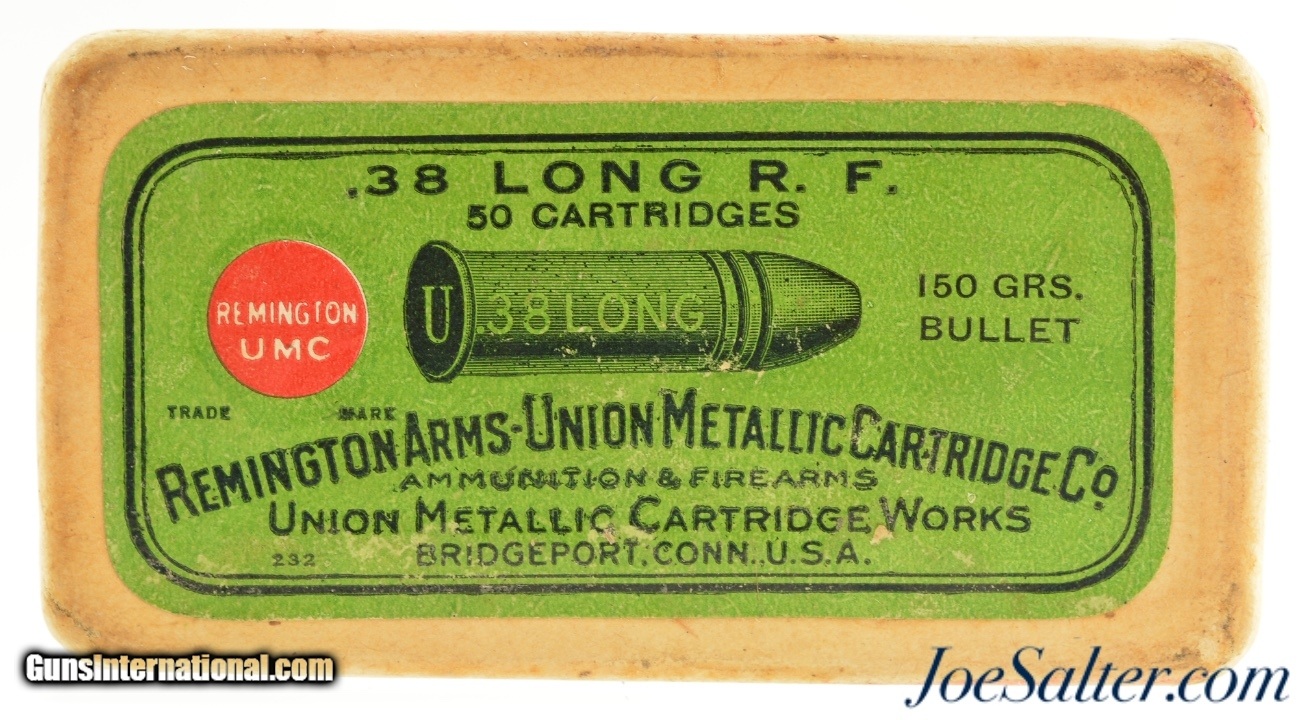 .38 LONG R. F.
50 CARTRIDGES
U .38 LONG
REMINGTON
UMC
150 GRS.
BULLET
TRADE MARK
REMINGTON ARMS-UNION METALLIC CARTRIDGE CO
AMMUNITION & FIREARMS
UNION METALLIC CARTRIDGE WORKS
232
BRIDGEPORT, CONN., U.S.A.
GunsInternational.com
JoeSalter.com